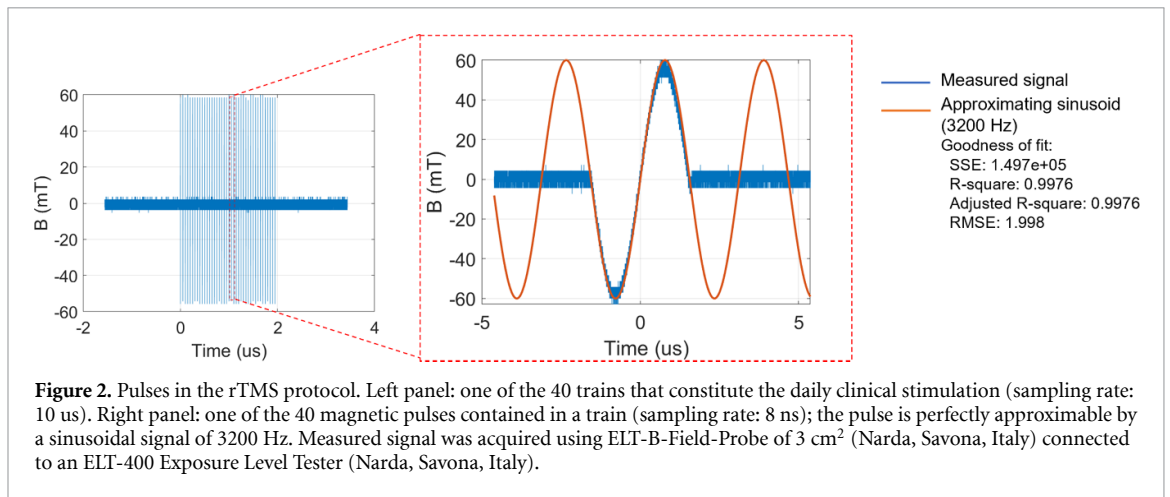 60
40
20
0
-20
-40
-60
B (mT)
-2
0
2
4
Time (us)
60
40
20
0
-20
-40
-60
B (mT)
-5
0
5
Time (us)
Measured signal
Approximating sinusoid
(3200 Hz)
Goodness of fit:
SSE: 1.497e+05
R-square: 0.9976
Adjusted R-square: 0.9976
RMSE: 1.998
Figure 2. Pulses in the rTMS protocol. Left panel: one of the 40 trains that constitute the daily clinical stimulation (sampling rate:
10 us). Right panel: one of the 40 magnetic pulses contained in a train (sampling rate: 8 ns); the pulse is perfectly approximable by
a sinusoidal signal of 3200 Hz. Measured signal was acquired using ELT-B-Field-Probe of 3 cm² (Narda, Savona, Italy) connected
to an ELT-400 Exposure Level Tester (Narda, Savona, Italy).